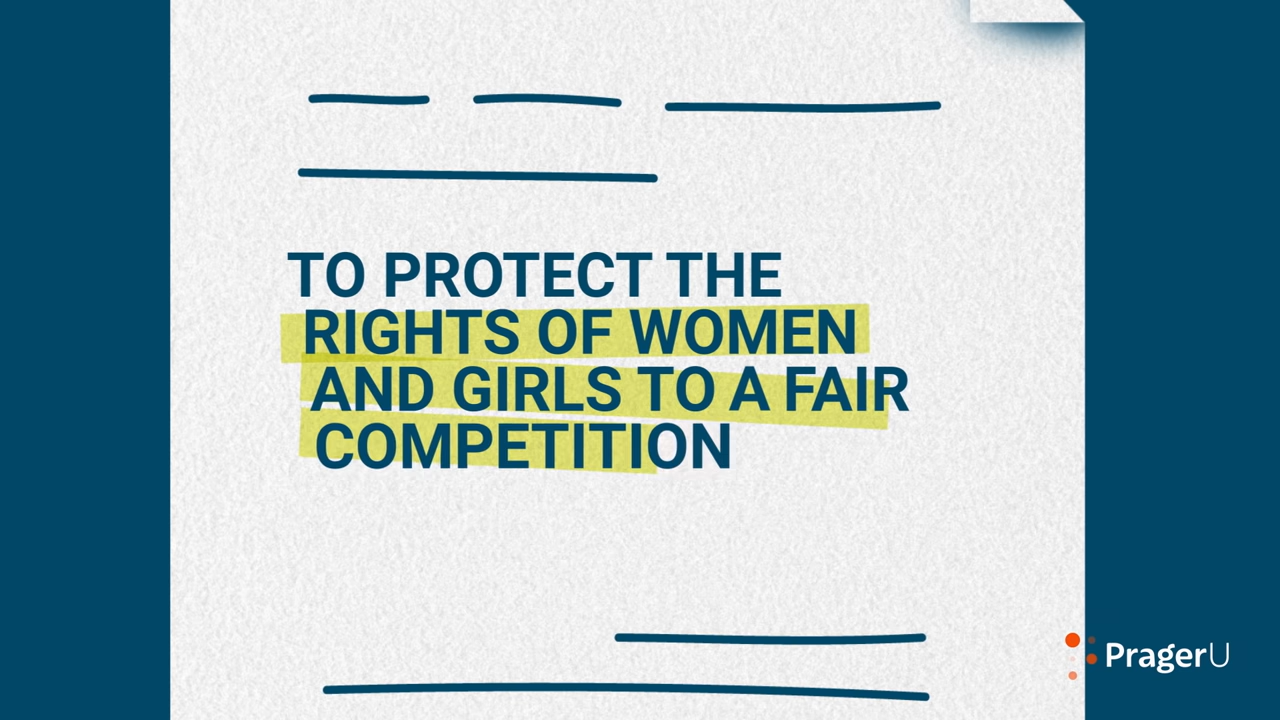 TO PROTECT THE
RIGHTS OF WOMEN
AND GIRLS TO A FAIR
COMPETITION
PragerU